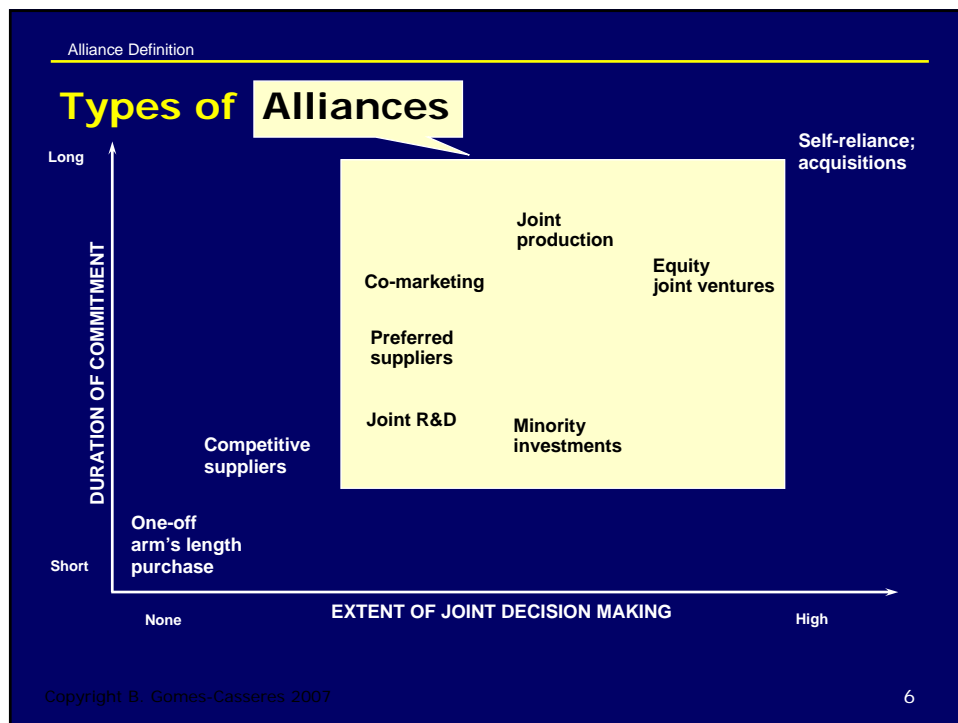 Alliance Definition
Types of Alliances
Long
Self-reliance;
acquisitions
Joint
production
Equity
joint ventures
Co-marketing
DURATION OF COMMITMENT
Preferred
suppliers
Joint R&D
Minority
investments
Competitive
suppliers
One-off
arm's length
purchase
Short
None
EXTENT OF JOINT DECISION MAKING
High
Copyright B. Gomes-Casseres 2007
6